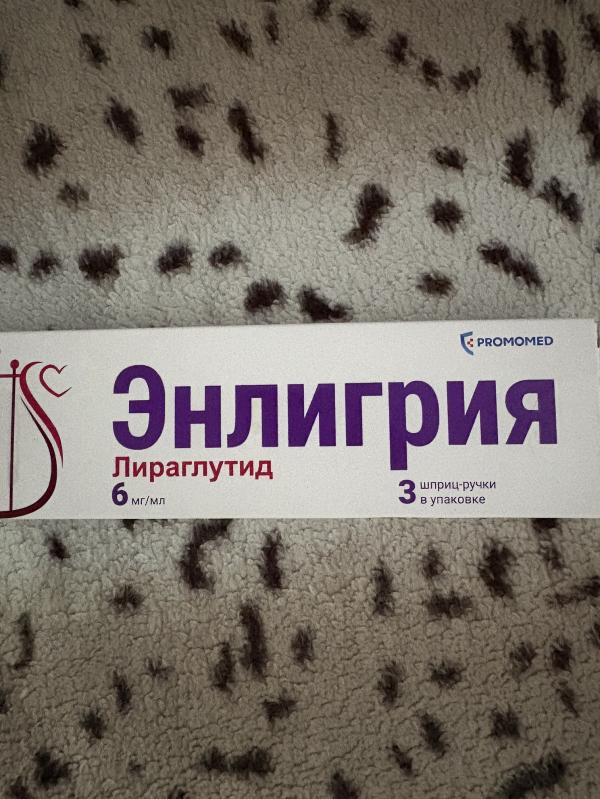 PROMOMED
Энлигрия
Лираглутид
6 мг/мл
3 шприц-ручки
в упаковке